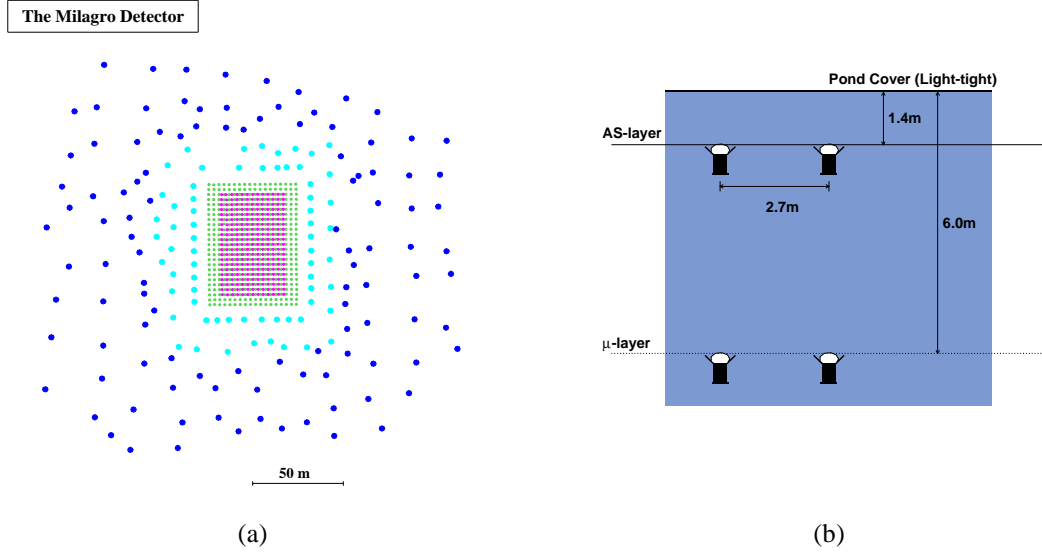 The Milagro Detector
50 m
(a)
Pond Cover (Light-tight)
1.4m
AS-layer
2.7m
6.0m
μ-layer
(b)